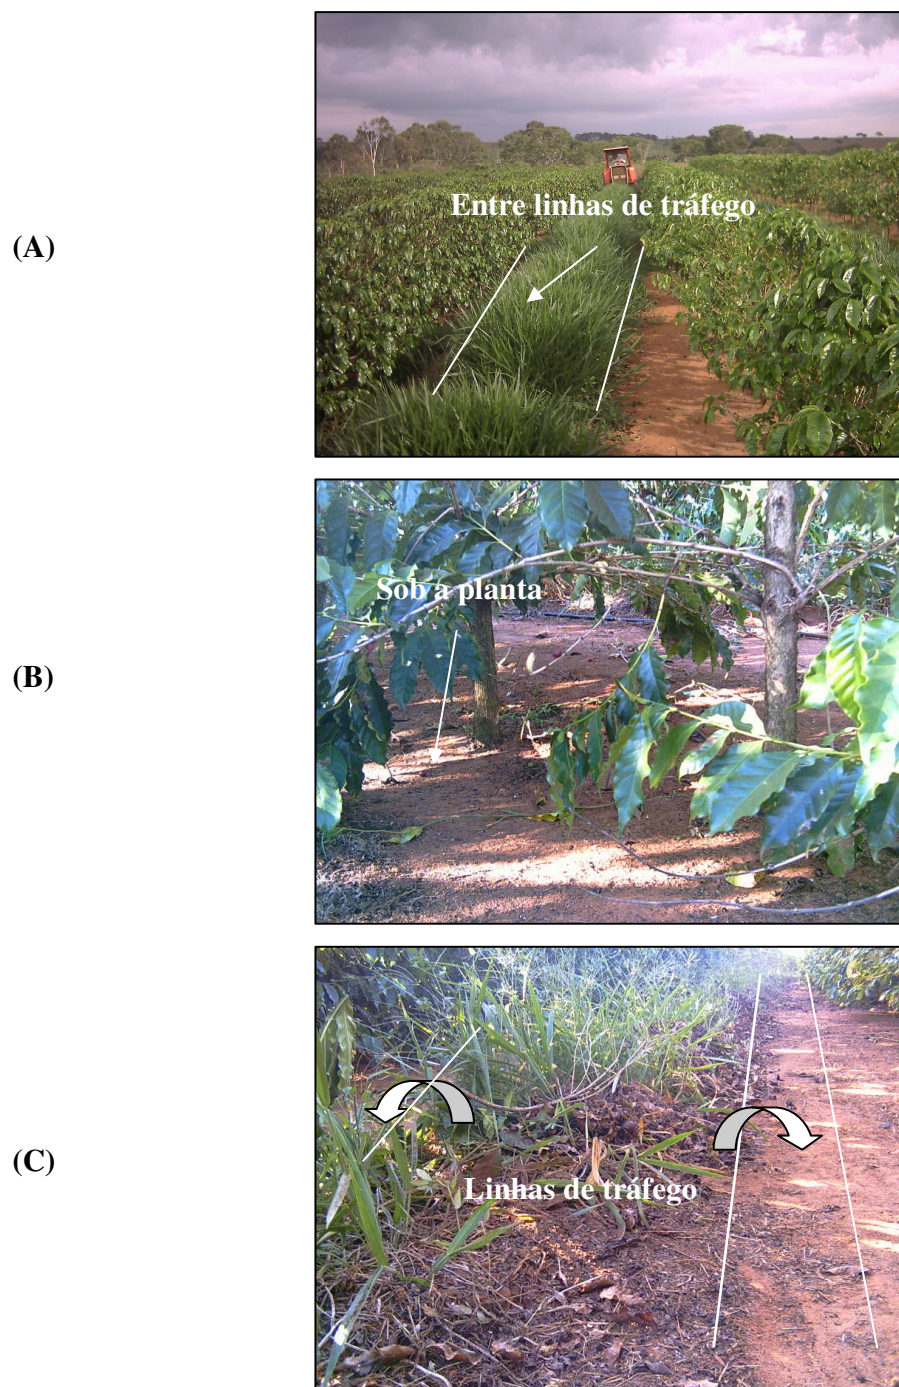 (A)
Entre linhas de tráfego
(B)
Sob a planta
(C)
Linhas de tráfego